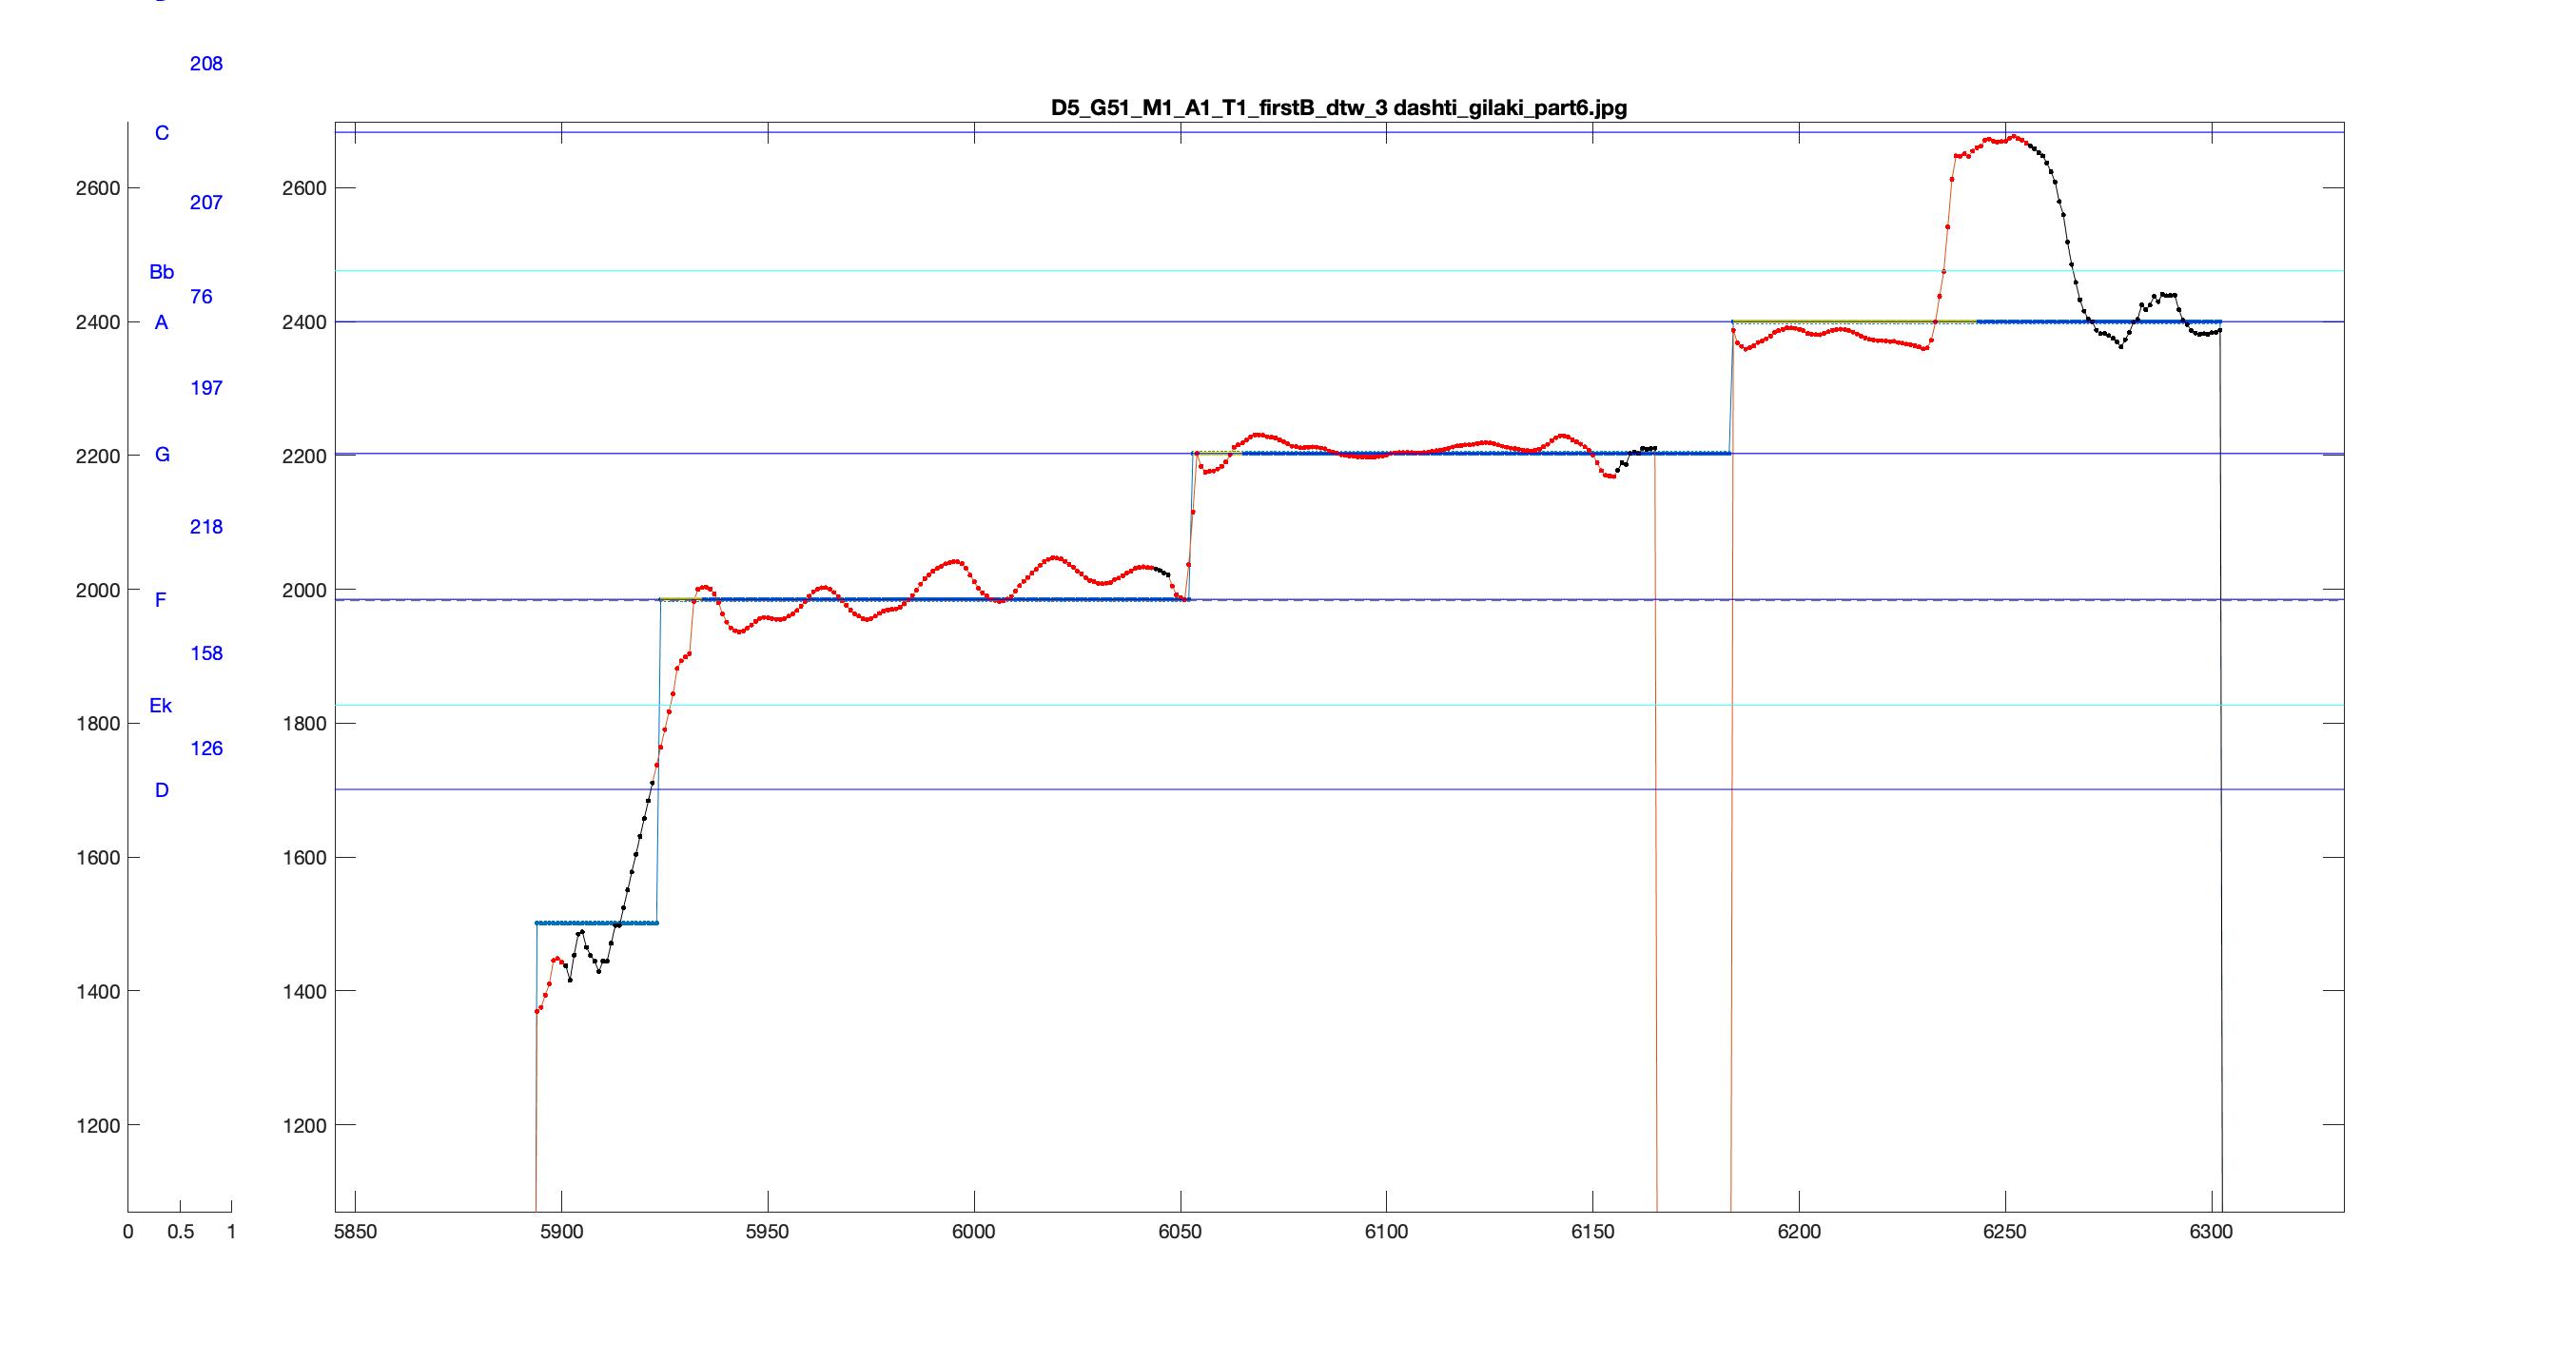 208
D5_G51_M1_A1_T1_firstB_dtw_3 dashti_gilaki_part6.jpg
C
2600 207 2600
Bb
76
2400 A 2400
197
2200 G 2200
218
2000 F 2000
158
Ek
1800 1800
126
D
1600 1600
1400 1400
1200 1200
0 0.5 1 5850 5900 5950 6000 6050 6100 6150 6200 6250 6300